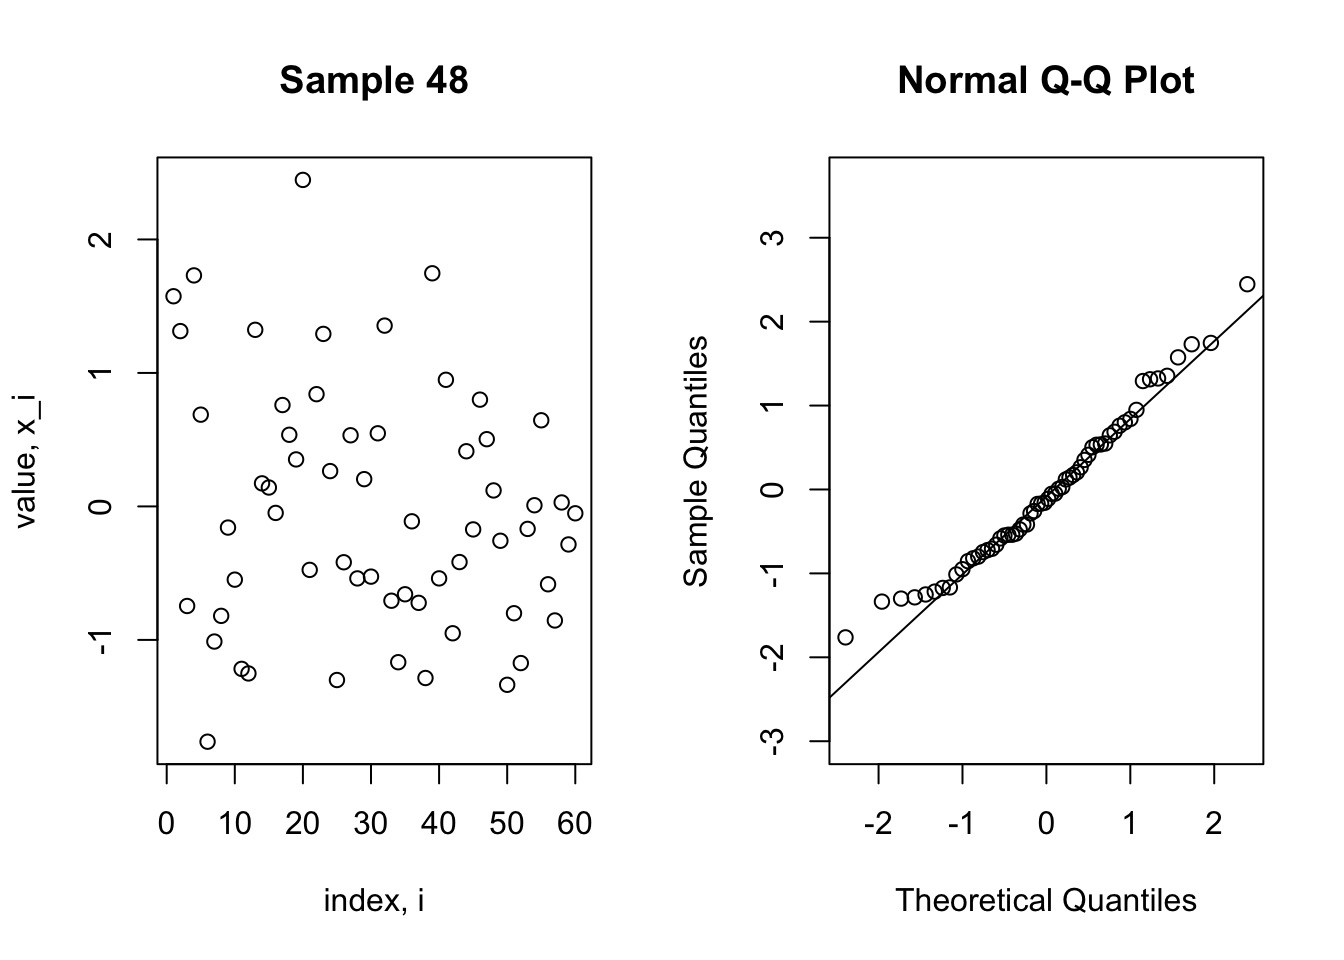 Sample 48
value, x_i
2
1
0
-1
0 10 20 30 40 50 60
index, i
Normal Q-Q Plot
Sample Quantiles
3
2
1
0
-1
-2
-3
-2 -1 0 1 2
Theoretical Quantiles